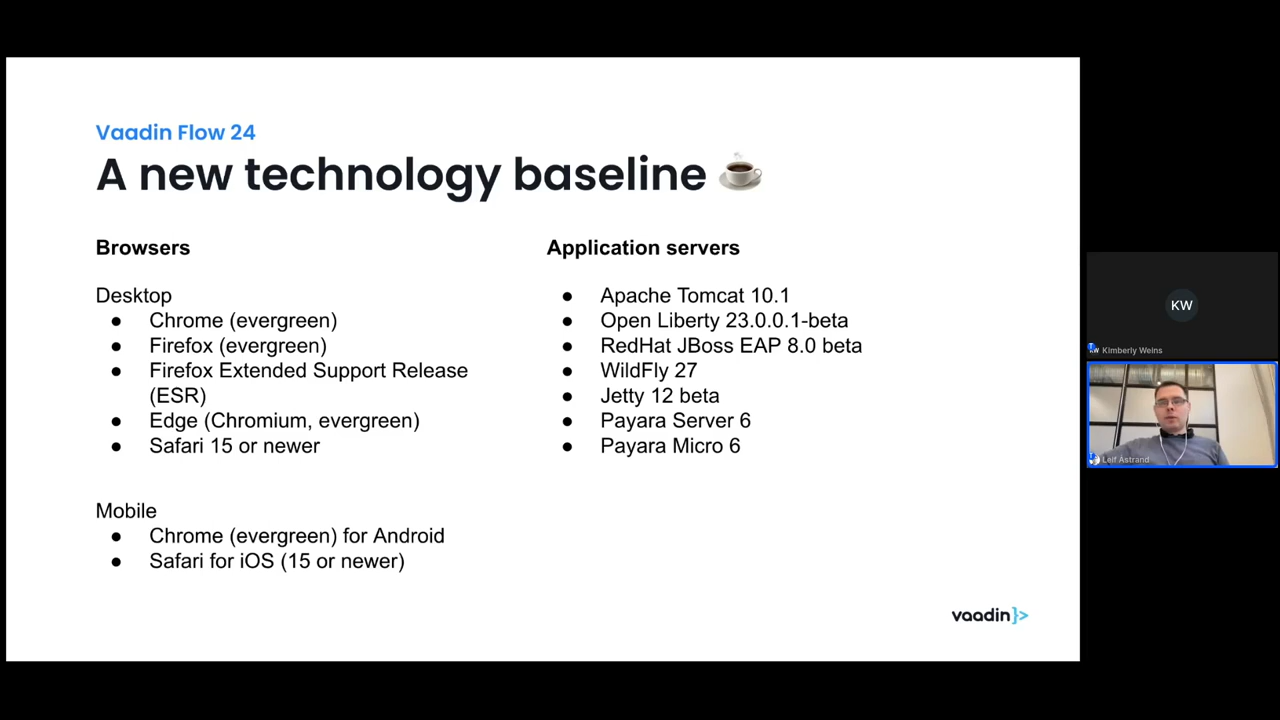 Vaadin Flow 24
A new technology baseline
Browsers
Desktop
● Chrome (evergreen)
● Firefox (evergreen)
● Firefox Extended Support Release
(ESR)
● Edge (Chromium, evergreen)
● Safari 15 or newer
Mobile
● Chrome (evergreen) for Android
● Safari for iOS (15 or newer)
Application servers
● Apache Tomcat 10.1
● Open Liberty 23.0.0.1-beta
● RedHat JBoss EAP 8.0 beta
● WildFly 27
● Jetty 12 beta
● Payara Server 6
● Payara Micro 6
vaadin}>
KW
Kimberly Weins
Leif Åstrand